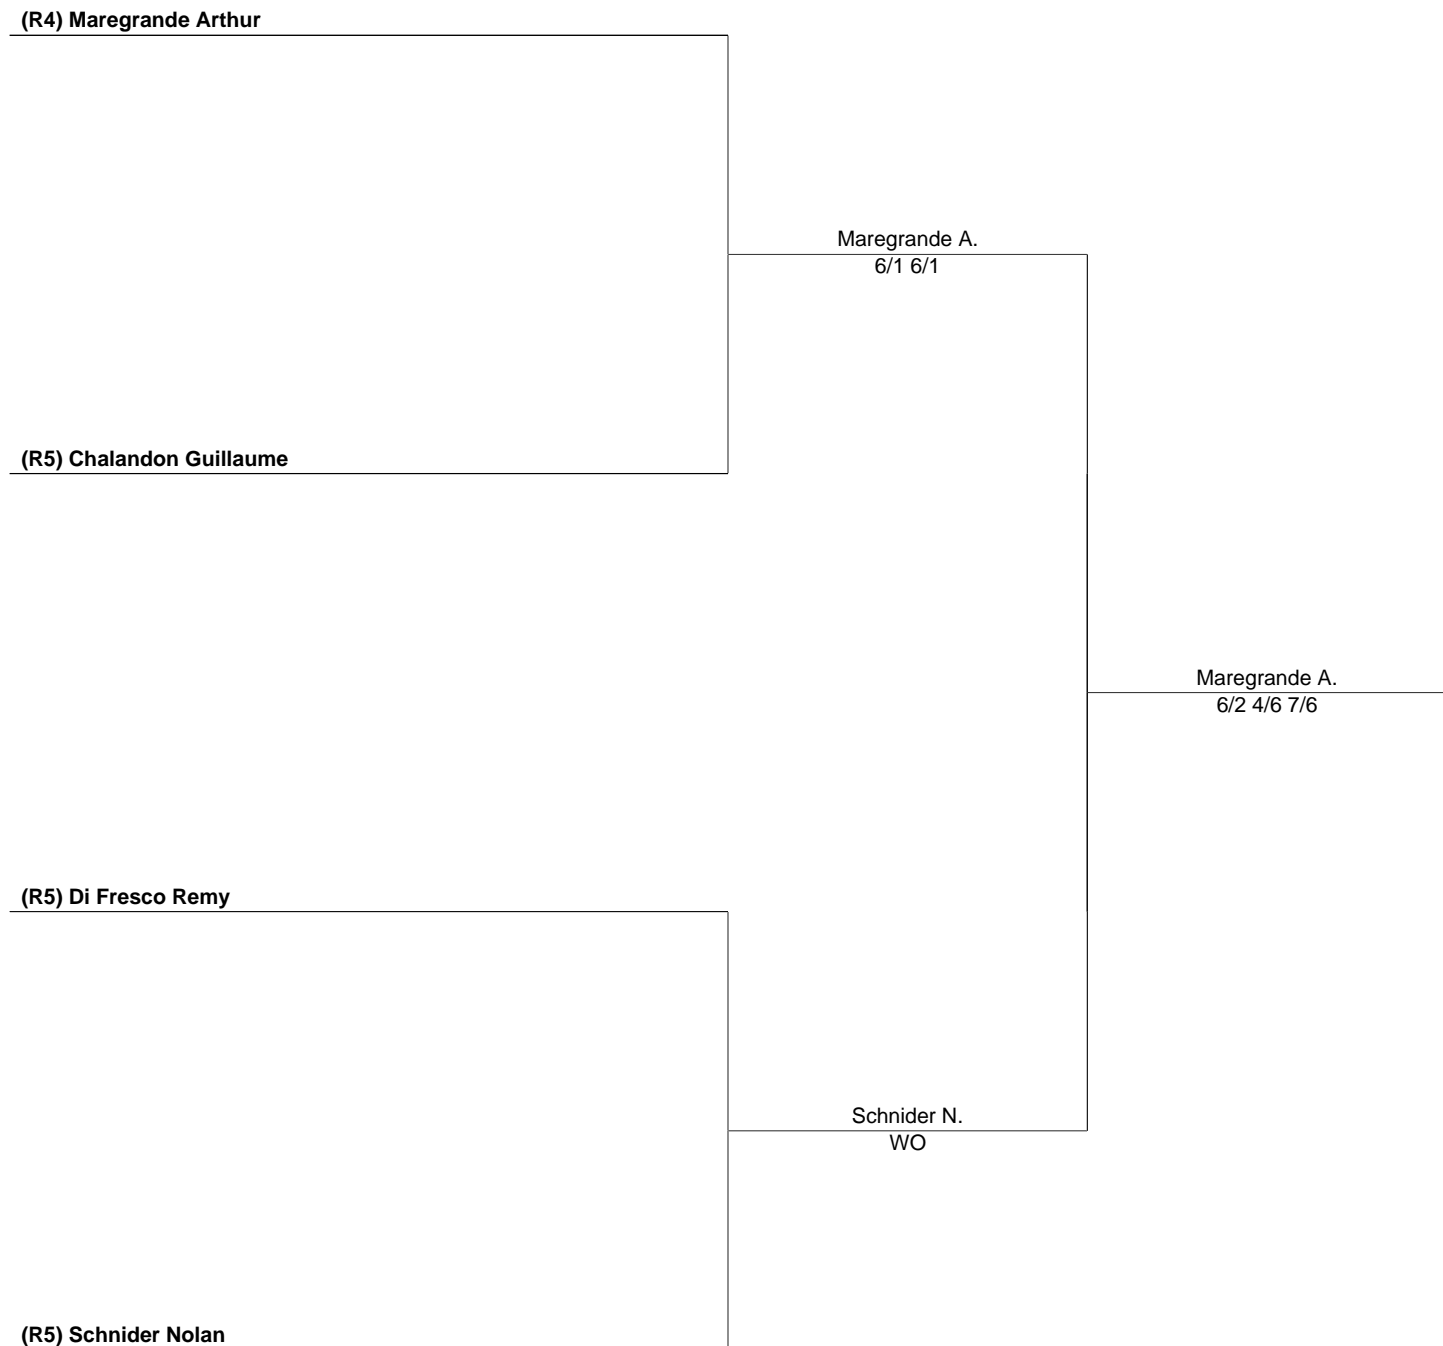 (R4) Maregrande Arthur
Maregrande A.
6/1 6/1
(R5) Chalandon Guillaume
Maregrande A.
6/2 4/6 7/6
(R5) Di Fresco Remy
Schnider N.
WO
(R5) Schnider Nolan